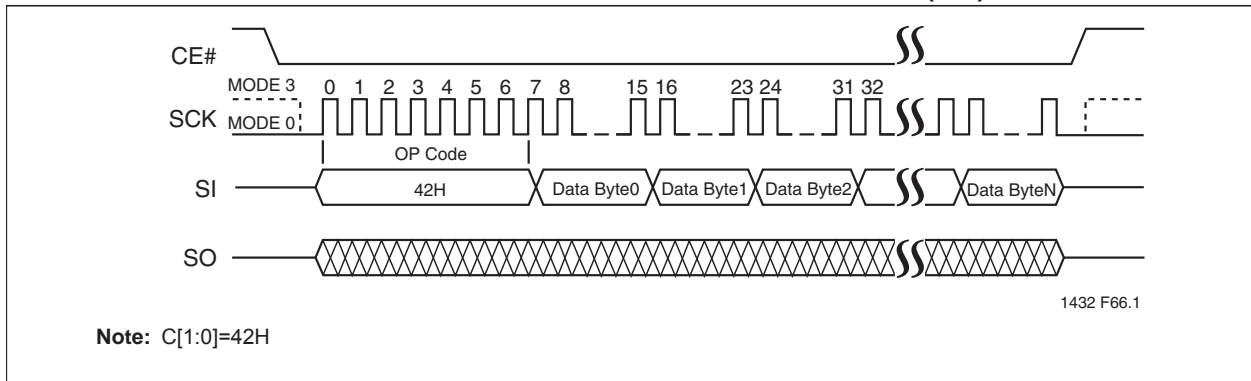 CE#
MODE 3
0 1 2 3 4 5 6 7 8 15 16 23 24 31 32
SCK MODE 0
OP Code
SI 42H Data Byte0 Data Byte1 Data Byte2 Data ByteN
SO
1432 F66.1
Note: C[1:0]=42H